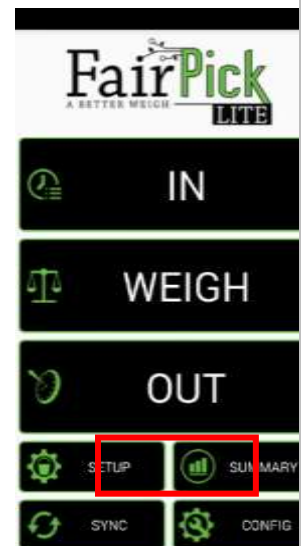 FairPick
A BETTER WEIGH
LITE
IN
WEIGH
OUT
SETUP
SUMMARY
SYNC
CONFIG